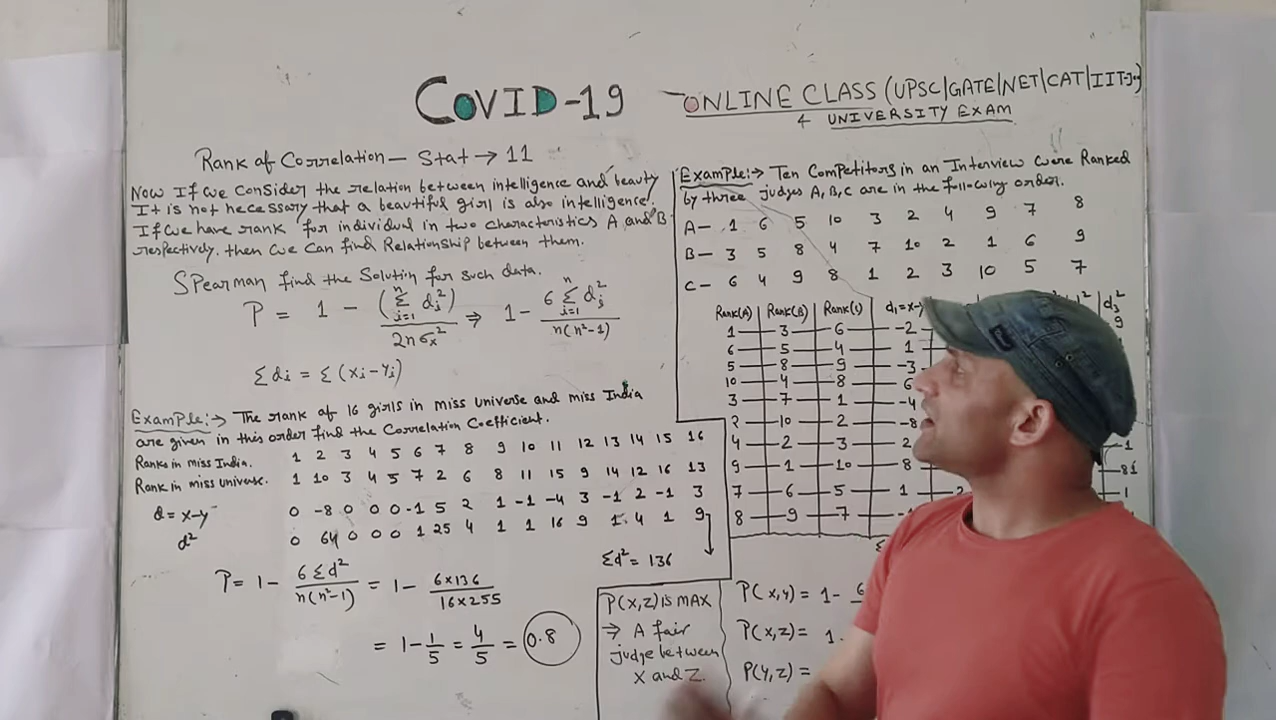 COVID-19
ONLINE CLASS (UPSC|GATE|NET|CAT|IIT-J
& UNIVERSITY EXAM
Rank of Correlation — Stat → 11
Now If we consider the relation between intelligence and beauty
It is not necessary that a beautiful girl is also intelligence.
If we have rank for individual in two characteristics A and B
respectively. then we can find Relationship between them.
Spearman find the Solution for such data.
P = 1 - (Σ_{i=1}^{n} d_i²) / 2nσ_x² ⇒ 1 - 6Σ_{i=1}^{n} d_i² / n(n²-1)
Σdi = Σ(xi - yi)
Example:→ The rank of 16 girls in miss universe and miss India
are given in this order find the Correlation Coefficient.
Ranks in miss India. 1 2 3 4 5 6 7 8 9 10 11 12 13 14 15 16
Rank in miss universe. 1 10 3 4 5 7 2 6 8 11 15 9 14 12 16 13
d = x-y 0 -8 0 0 0 -1 5 2 1 -1 -4 3 -1 2 -1 3
d² 0 64 0 0 0 1 25 4 1 1 16 9 1 4 1 9
Σd² = 136
P = 1 - 6Σd² / n(n²-1) = 1 - 6×136 / 16×255
= 1 - 1/5 = 4/5 = 0.8
P(x,z) is MAX
⇒ A fair
judge between
x and z.
Example:→ Ten Competitors in an Interview were Ranked
by three judges A, B, C are in the following order.
A — 1 6 5 10 3 2 4 9 7 8
B — 3 5 8 4 7 10 2 1 6 9
C — 6 4 9 8 1 2 3 10 5 7
Rank(A) Rank(B) Rank(s) d1=x-y d3²
1 3 6 -2 9
6 5 4 1
5 8 9 -3
10 4 8 6
3 7 1 -4
2 10 2 -8
4 2 3 2 1
9 1 10 8 81
7 6 5 1 1
8 9 7
P(x,y) = 1 - 6
P(x,z) = 1
P(y,z) =